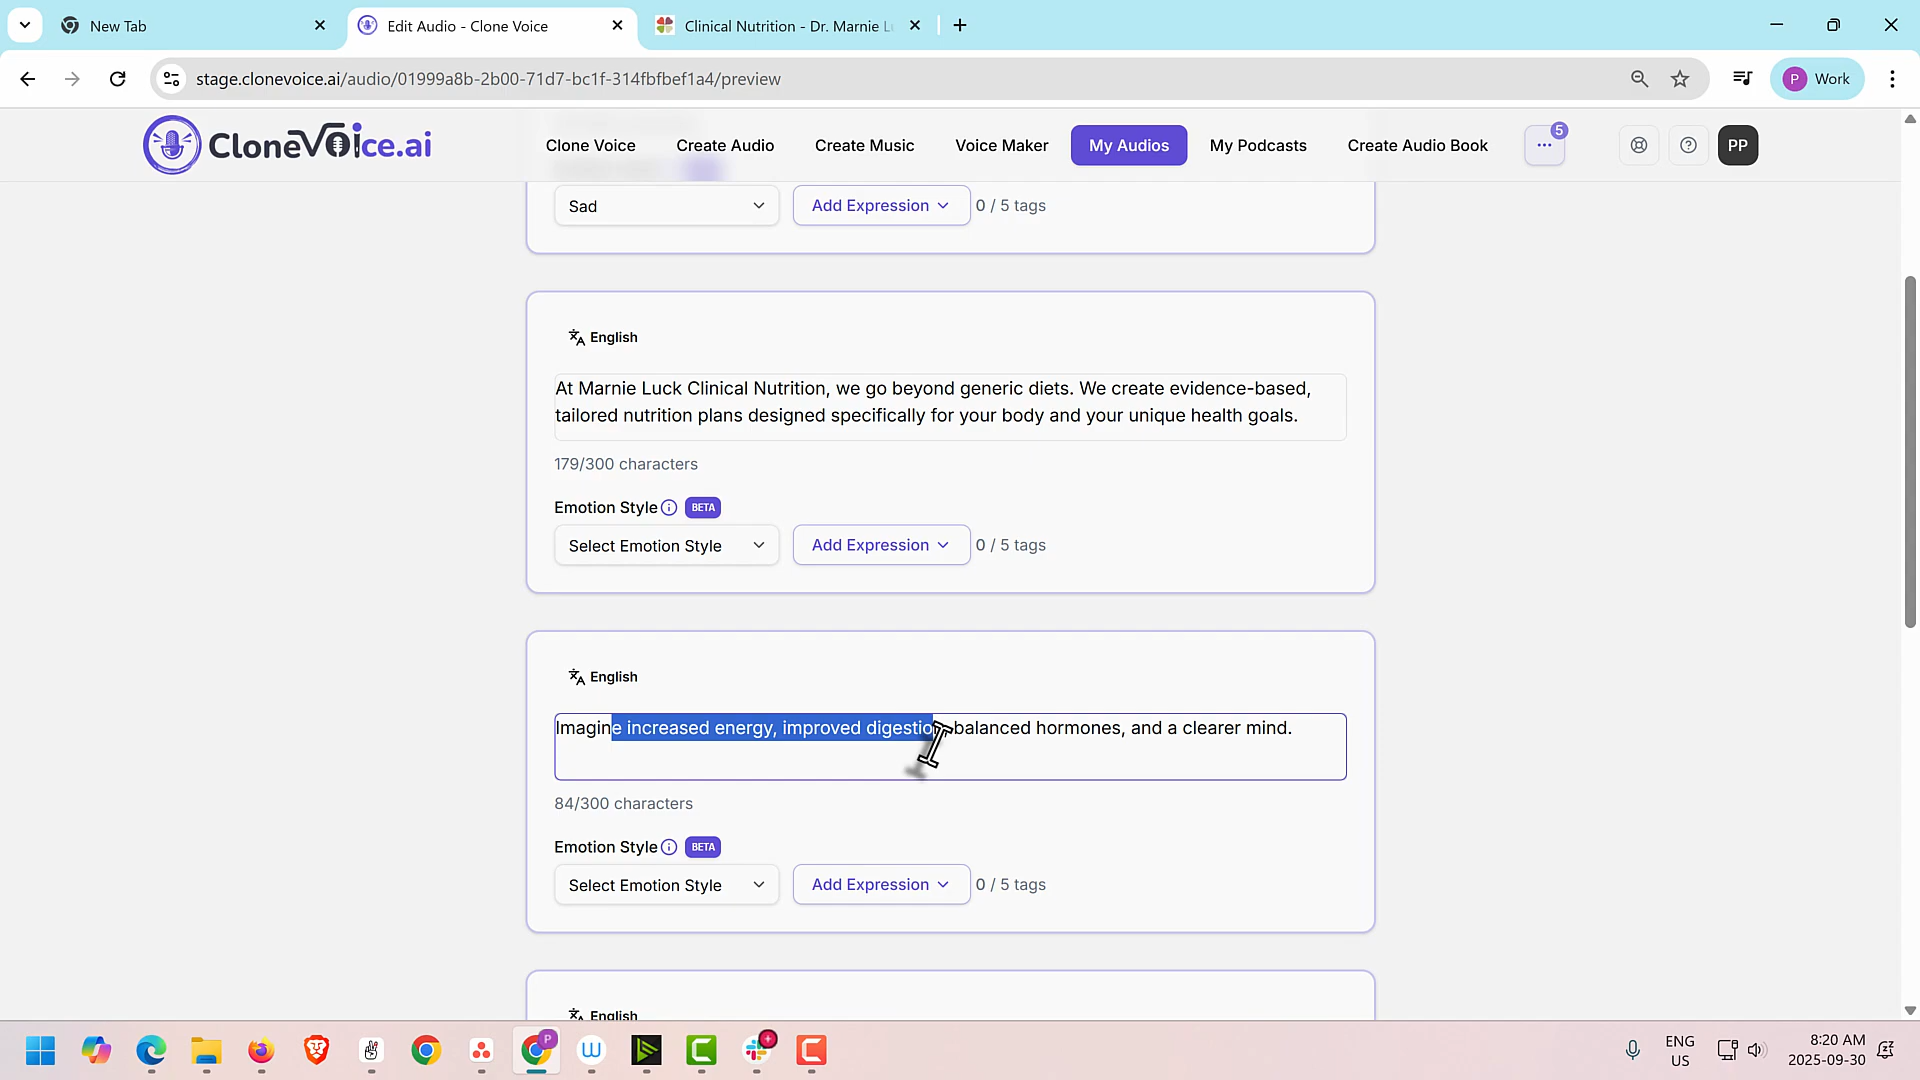 New Tab
Edit Audio - Clone Voice
Clinical Nutrition - Dr. Marnie
stage.clonevoice.ai/audio/01999a8b-2b00-71d7-bc1f-314fbfbef1a4/preview
P Work
CloneVoice.ai
Clone Voice
Create Audio
Create Music
Voice Maker
My Audios
My Podcasts
Create Audio Book
5
PP
Sad
Add Expression
0 / 5 tags
English
At Marnie Luck Clinical Nutrition, we go beyond generic diets. We create evidence-based,
tailored nutrition plans designed specifically for your body and your unique health goals.
179/300 characters
Emotion Style
BETA
Select Emotion Style
Add Expression
0 / 5 tags
English
Imagine increased energy, improved digestion balanced hormones, and a clearer mind.
84/300 characters
Emotion Style
BETA
Select Emotion Style
Add Expression
0 / 5 tags
English
P
ENG
US
8:20 AM
2025-09-30